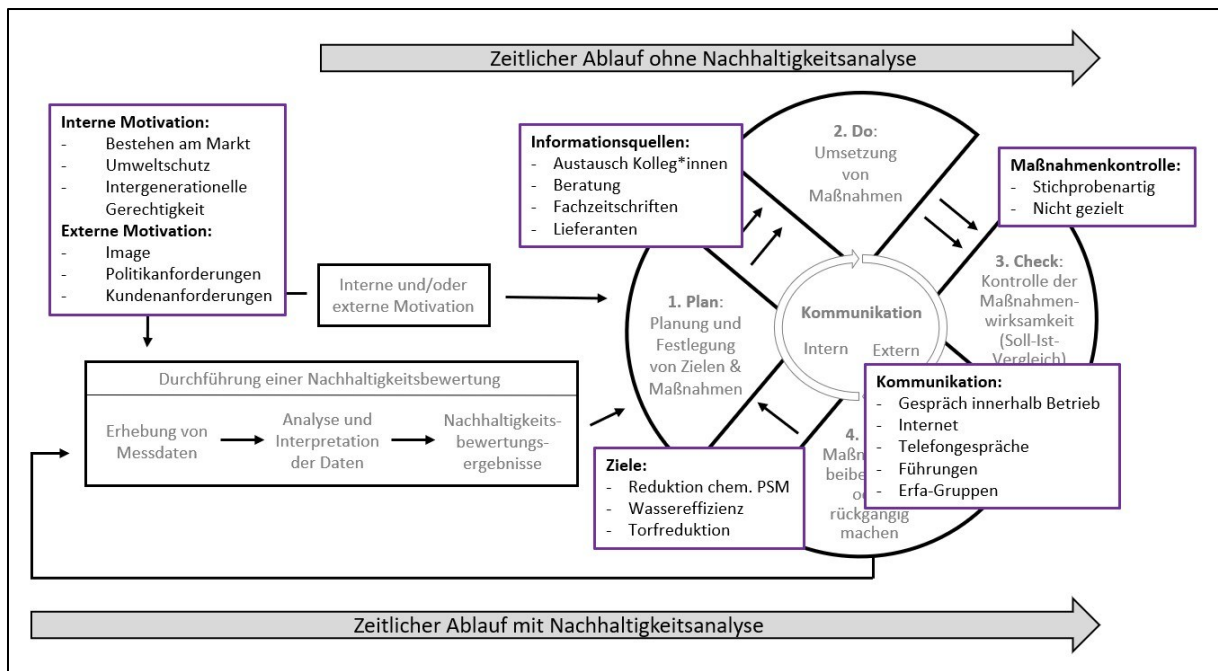 Zeitlicher Ablauf ohne Nachhaltigkeitsanalyse
Interne Motivation:
- Bestehen am Markt
- Umweltschutz
- Intergenerationelle
Gerechtigkeit
Externe Motivation:
- Image
- Politikanforderungen
- Kundenanforderungen
Interne und/oder
externe Motivation
Durchführung einer Nachhaltigkeitsbewertung
Erhebung von
Messdaten
Analyse und
Interpretation
der Daten
Nachhaltigkeits-
bewertungs-
ergebnisse
Informationsquellen:
- Austausch Kolleg*innen
- Beratung
- Fachzeitschriften
- Lieferanten
1. Plan:
Planung und
Festlegung
von Zielen &
Maßnahmen
2. Do:
Umsetzung
von
Maßnahmen
Maßnahmenkontrolle:
- Stichprobenartig
- Nicht gezielt
3. Check:
Kontrolle der
Maßnahmen-
wirksamkeit
(Soll-Ist-
Vergleich)
Kommunikation
Intern
Extern
Kommunikation:
- Gespräch innerhalb Betrieb
- Internet
- Telefongespräche
- Führungen
- Erfa-Gruppen
Ziele:
- Reduktion chem. PSM
- Wassereffizienz
- Torfreduktion
4.
rückgängig
machen
Zeitlicher Ablauf mit Nachhaltigkeitsanalyse